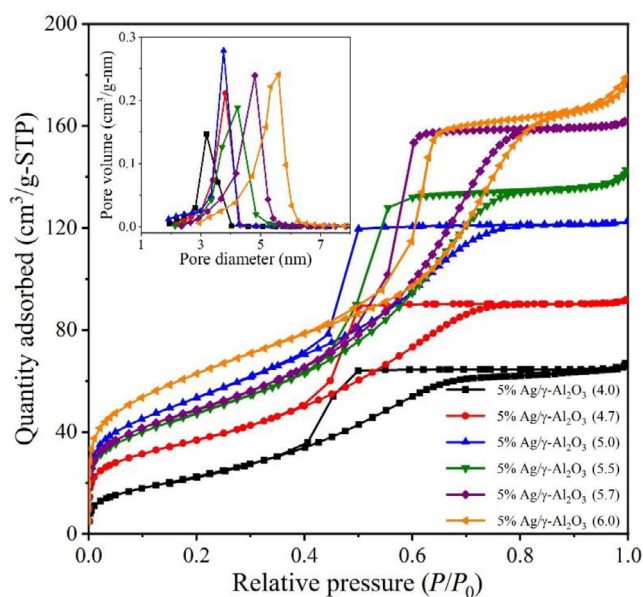 Quantity adsorbed (cm³/g-STP)
200
160
120
80
40
0
Pore volume (cm³/g-nm)
0.3
0.2
0.1
0.0
1 3 5 7
Pore diameter (nm)
5% Ag/γ-Al₂O₃ (4.0)
5% Ag/γ-Al₂O₃ (4.7)
5% Ag/γ-Al₂O₃ (5.0)
5% Ag/γ-Al₂O₃ (5.5)
5% Ag/γ-Al₂O₃ (5.7)
5% Ag/γ-Al₂O₃ (6.0)
0.0 0.2 0.4 0.6 0.8 1.0
Relative pressure (P/P₀)